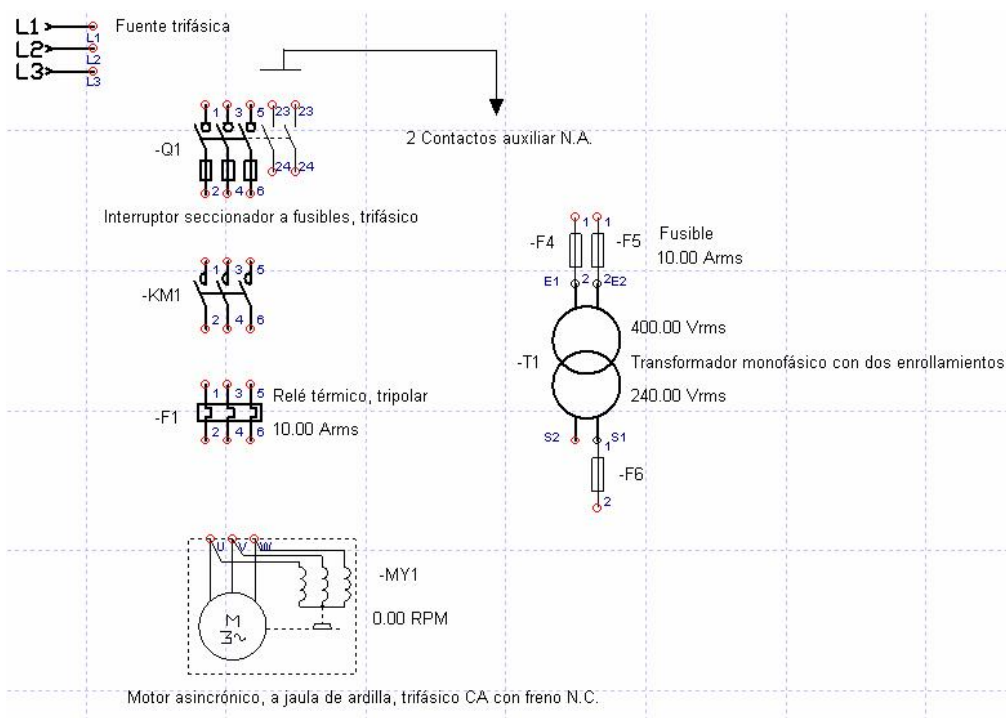 L1 L1 Fuente trifásica
L2 L2
L3 L3
1 3 5 23 23
-Q1
2 4 6 24 24
2 Contactos auxiliar N.A.
Interruptor seccionador a fusibles, trifásico
1 3 5
-KM1
2 4 6
1 3 5 Relé térmico, tripolar
-F1
2 4 6 10.00 Arms
U V W
-MY1
M
3~
0.00 RPM
Motor asincrónico, a jaula de ardilla, trifásico CA con freno N.C.
1 1
-F4 -F5 Fusible
10.00 Arms
E1 2 2 E2
400.00 Vrms
-T1 Transformador monofásico con dos enrollamientos
240.00 Vrms
S2 S1
1
-F6
2